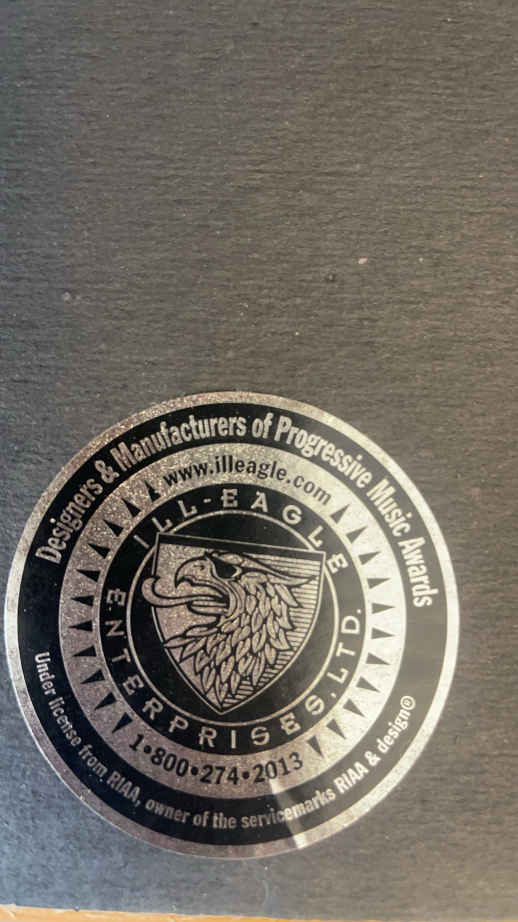 Designers & Manufacturers of Progressive Music Awards
www.illeagle.com
ILL-EAGLE
ENTERPRISES, LTD.
1•800•274•2013
Under license from RIAA, owner of the servicemarks RIAA & design®